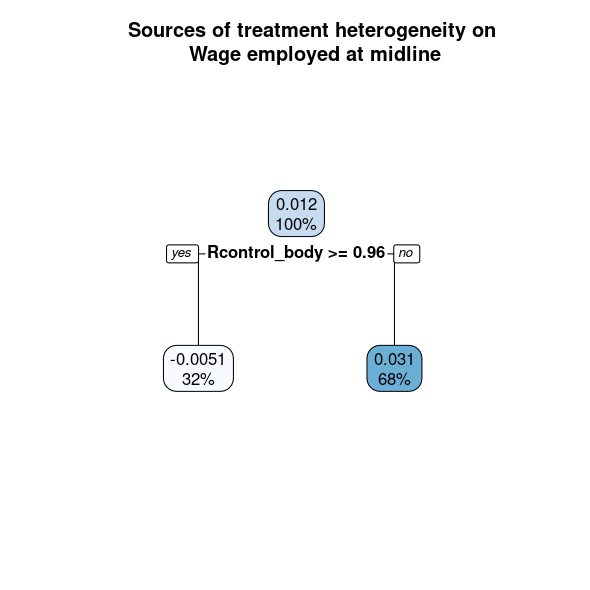 Sources of treatment heterogeneity on
Wage employed at midline
0.012
100%
yes Rcontrol_body >= 0.96 no
-0.0051
32%
0.031
68%